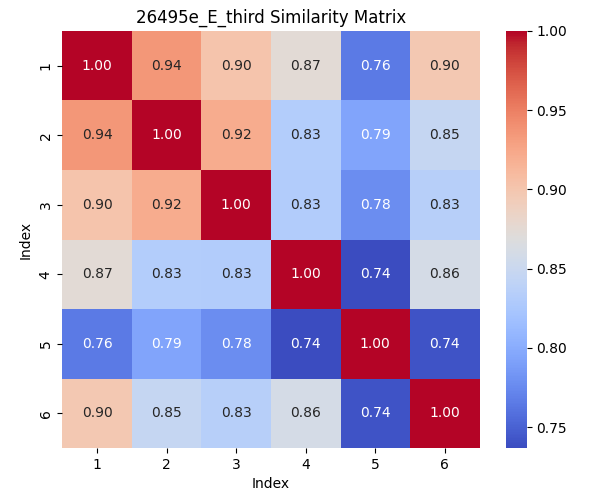 26495e_E_third Similarity Matrix
1 1.00 0.94 0.90 0.87 0.76 0.90
2 0.94 1.00 0.92 0.83 0.79 0.85
3 0.90 0.92 1.00 0.83 0.78 0.83
4 0.87 0.83 0.83 1.00 0.74 0.86
5 0.76 0.79 0.78 0.74 1.00 0.74
6 0.90 0.85 0.83 0.86 0.74 1.00
1 2 3 4 5 6
Index
Index
1.00
0.95
0.90
0.85
0.80
0.75